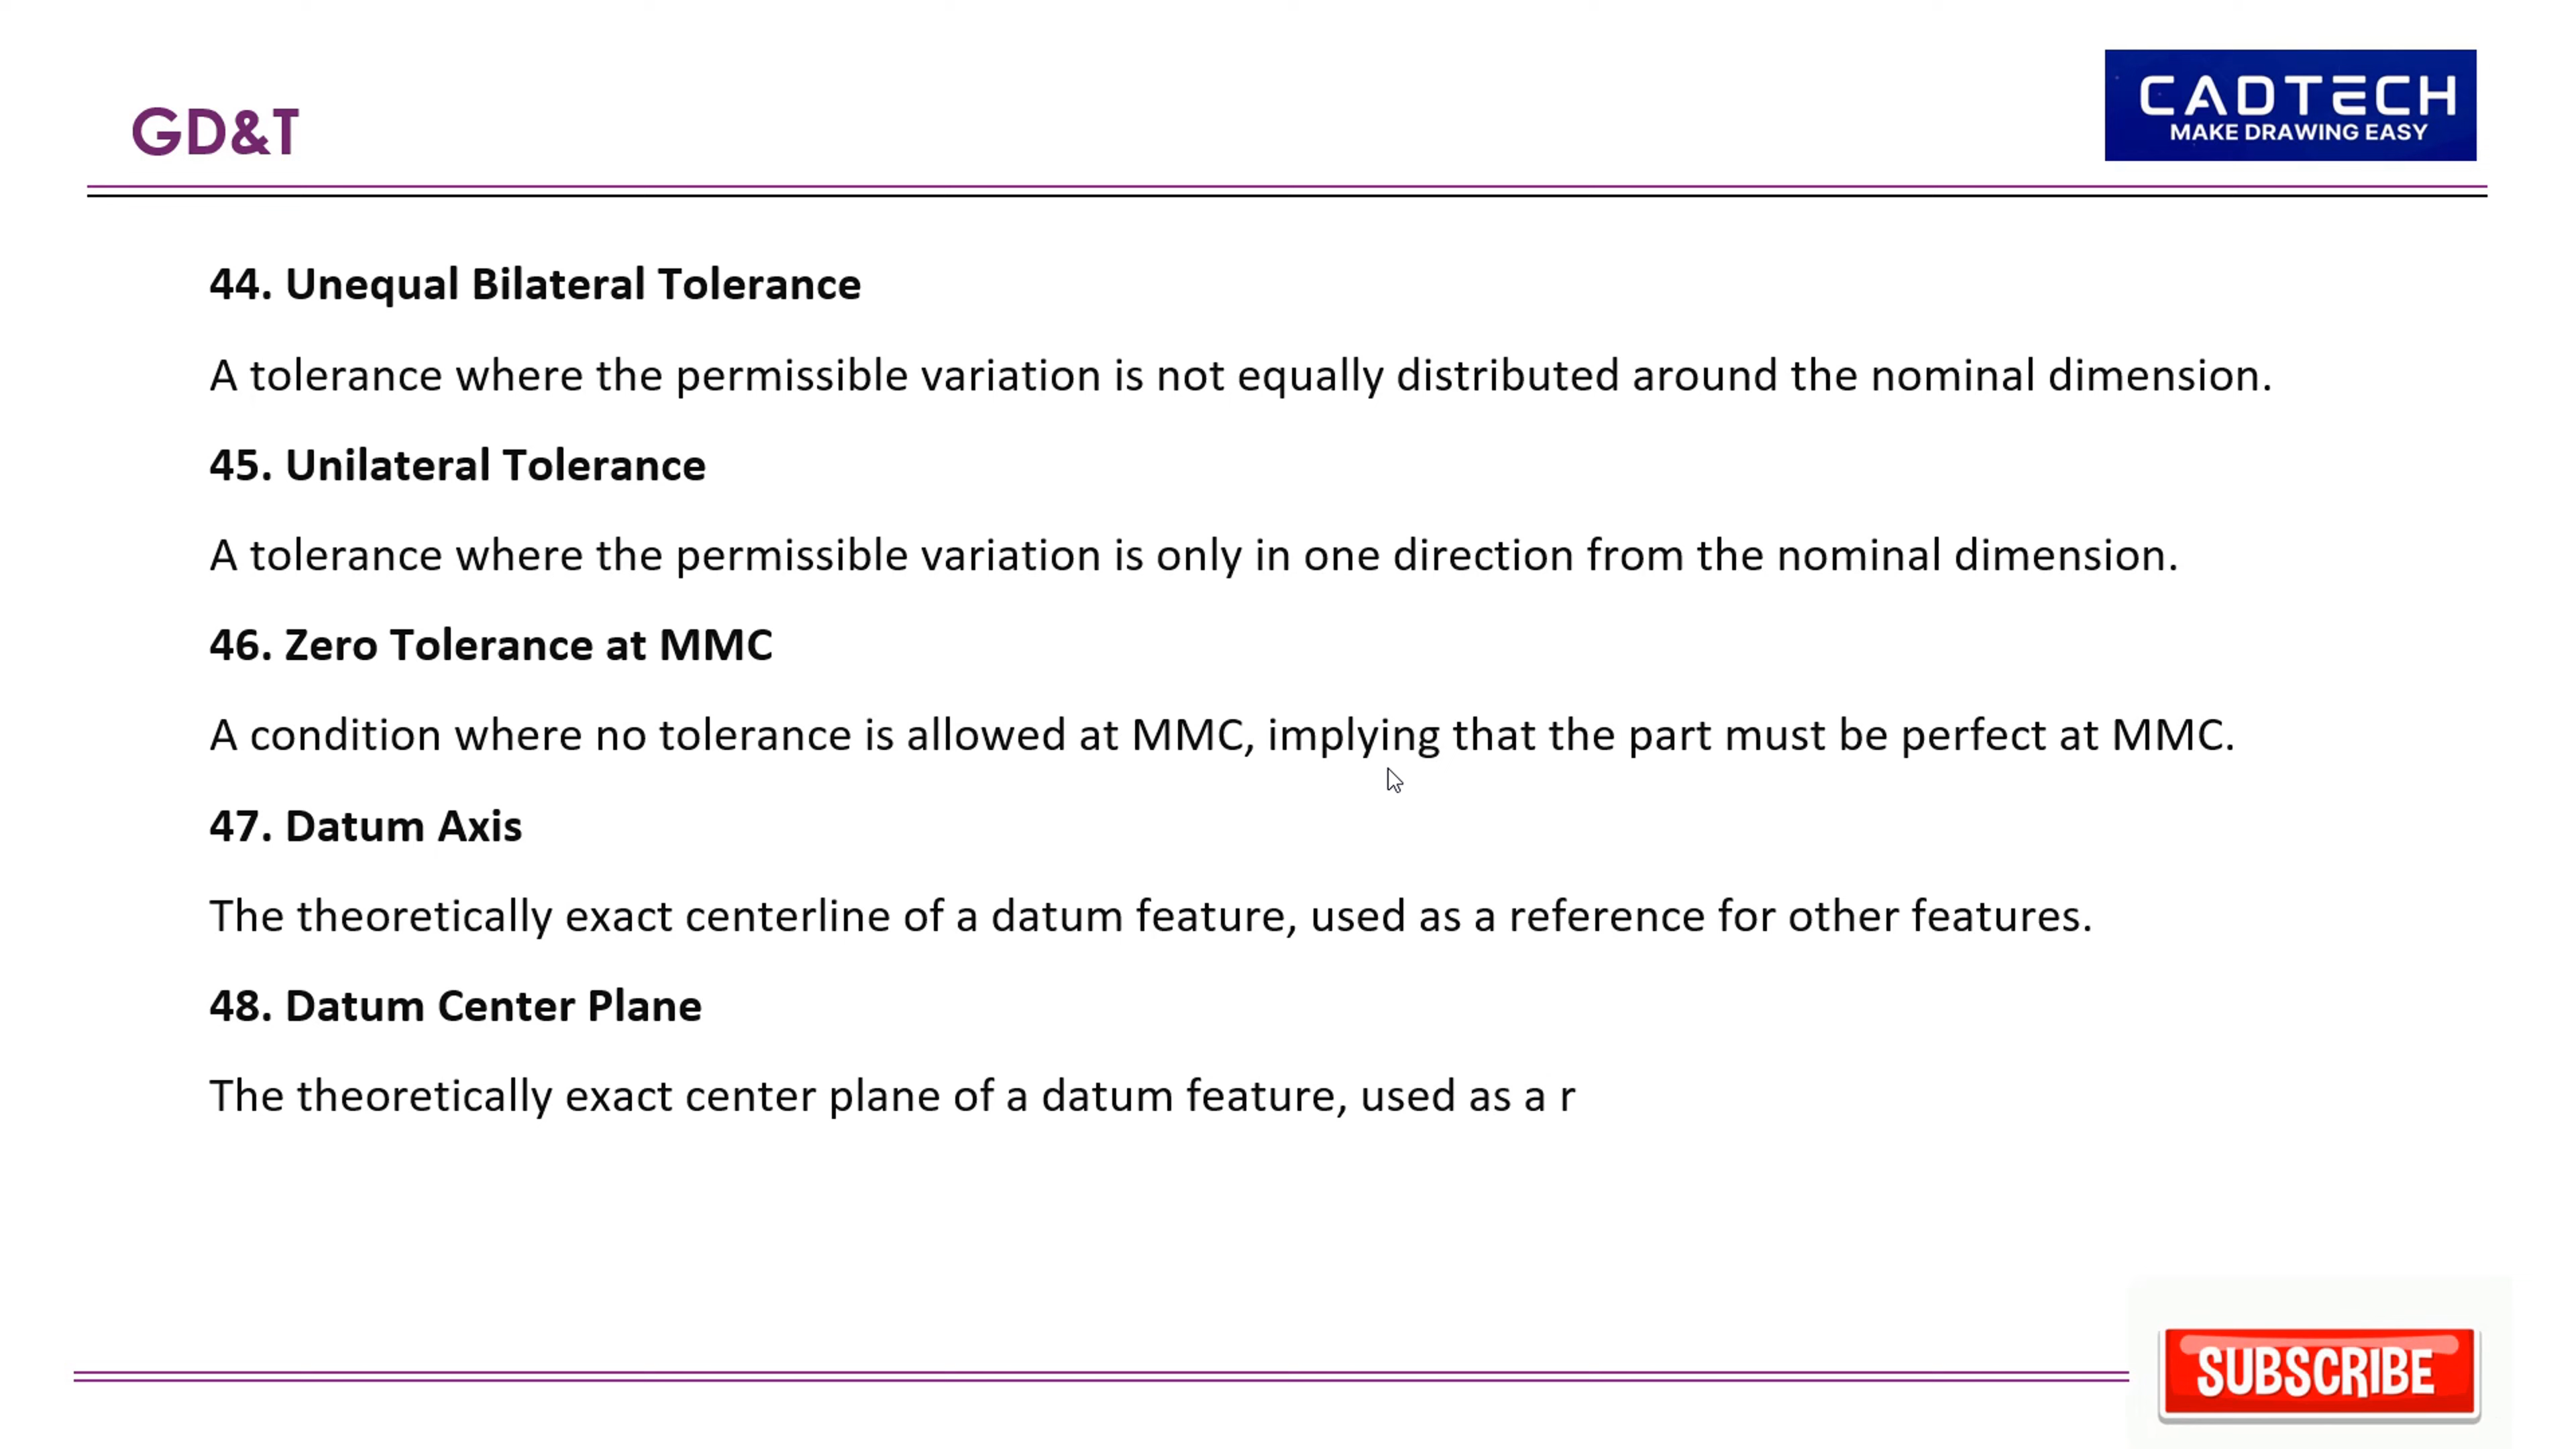 GD&T
CADTECH
MAKE DRAWING EASY
44. Unequal Bilateral Tolerance
A tolerance where the permissible variation is not equally distributed around the nominal dimension.
45. Unilateral Tolerance
A tolerance where the permissible variation is only in one direction from the nominal dimension.
46. Zero Tolerance at MMC
A condition where no tolerance is allowed at MMC, implying that the part must be perfect at MMC.
47. Datum Axis
The theoretically exact centerline of a datum feature, used as a reference for other features.
48. Datum Center Plane
The theoretically exact center plane of a datum feature, used as a r
SUBSCRIBE